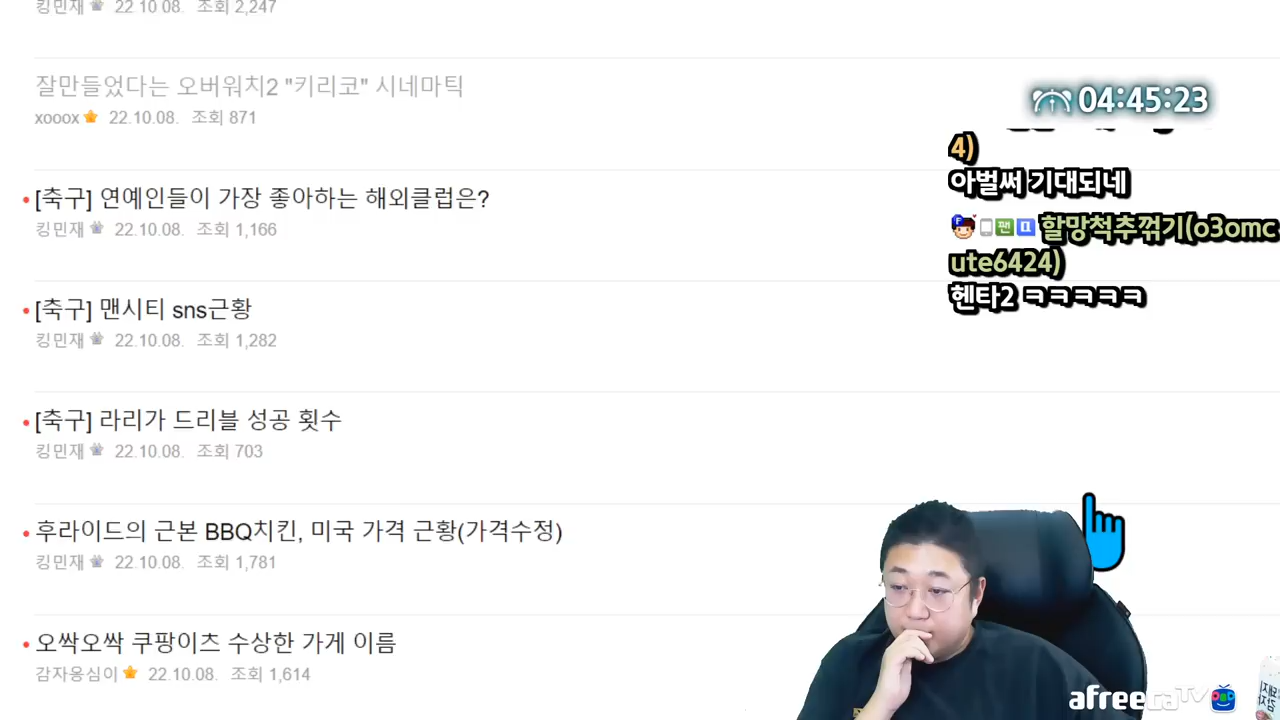 킹민재 22.10.08. 조회 2,247
잘만들었다는 오버워치2 "키리코" 시네마틱
xooox 22.10.08. 조회 871
[축구] 연예인들이 가장 좋아하는 해외클럽은?
킹민재 22.10.08. 조회 1,166
[축구] 맨시티 sns근황
킹민재 22.10.08. 조회 1,282
[축구] 라리가 드리블 성공 횟수
킹민재 22.10.08. 조회 703
후라이드의 근본 BBQ치킨, 미국 가격 근황(가격수정)
킹민재 22.10.08. 조회 1,781
오싹오싹 쿠팡이츠 수상한 가게 이름
감자옹심이 22.10.08. 조회 1,614
04:45:23
4)
아벌써 기대되네
F 팬 할망척추꺾기(o3omc
ute6424)
헨타2 ㅋㅋㅋㅋㅋ
afreecaTV